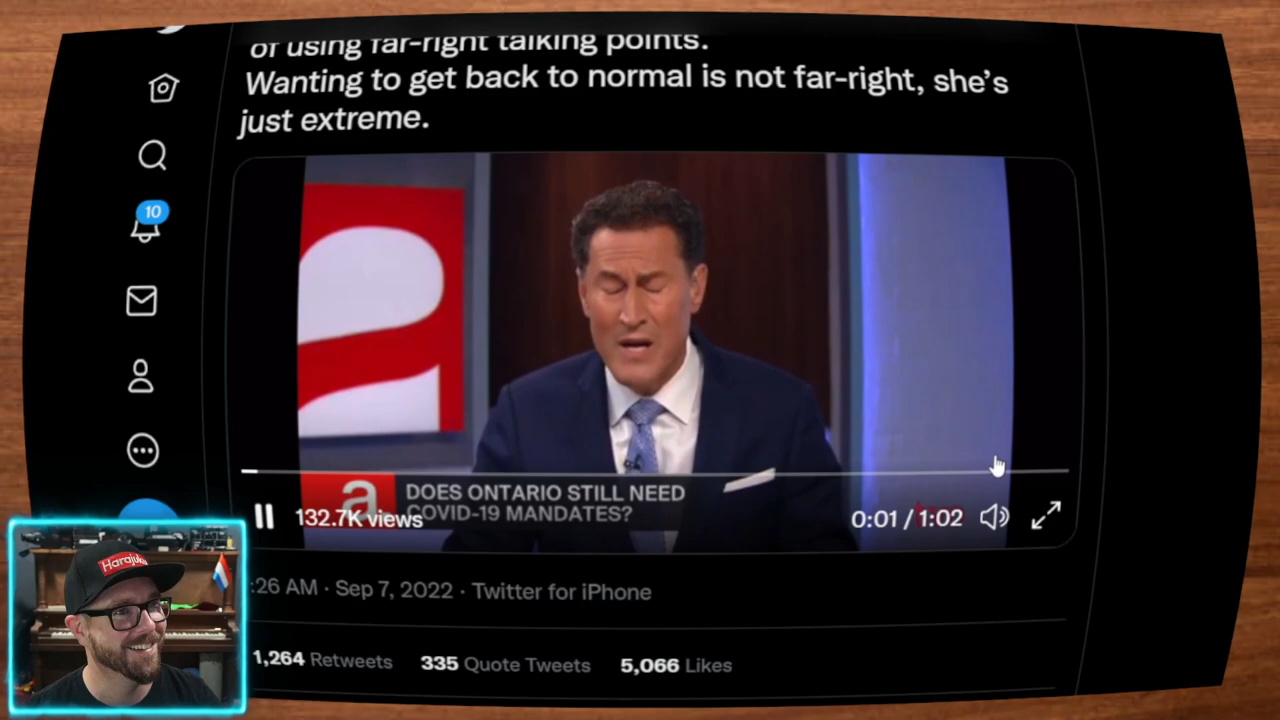 of using far-right talking points.
Wanting to get back to normal is not far-right, she's
just extreme.
10
a
DOES ONTARIO STILL NEED
COVID-19 MANDATES?
132.7K views
0:01 / 1:02
:26 AM · Sep 7, 2022 · Twitter for iPhone
1,264 Retweets 335 Quote Tweets 5,066 Likes